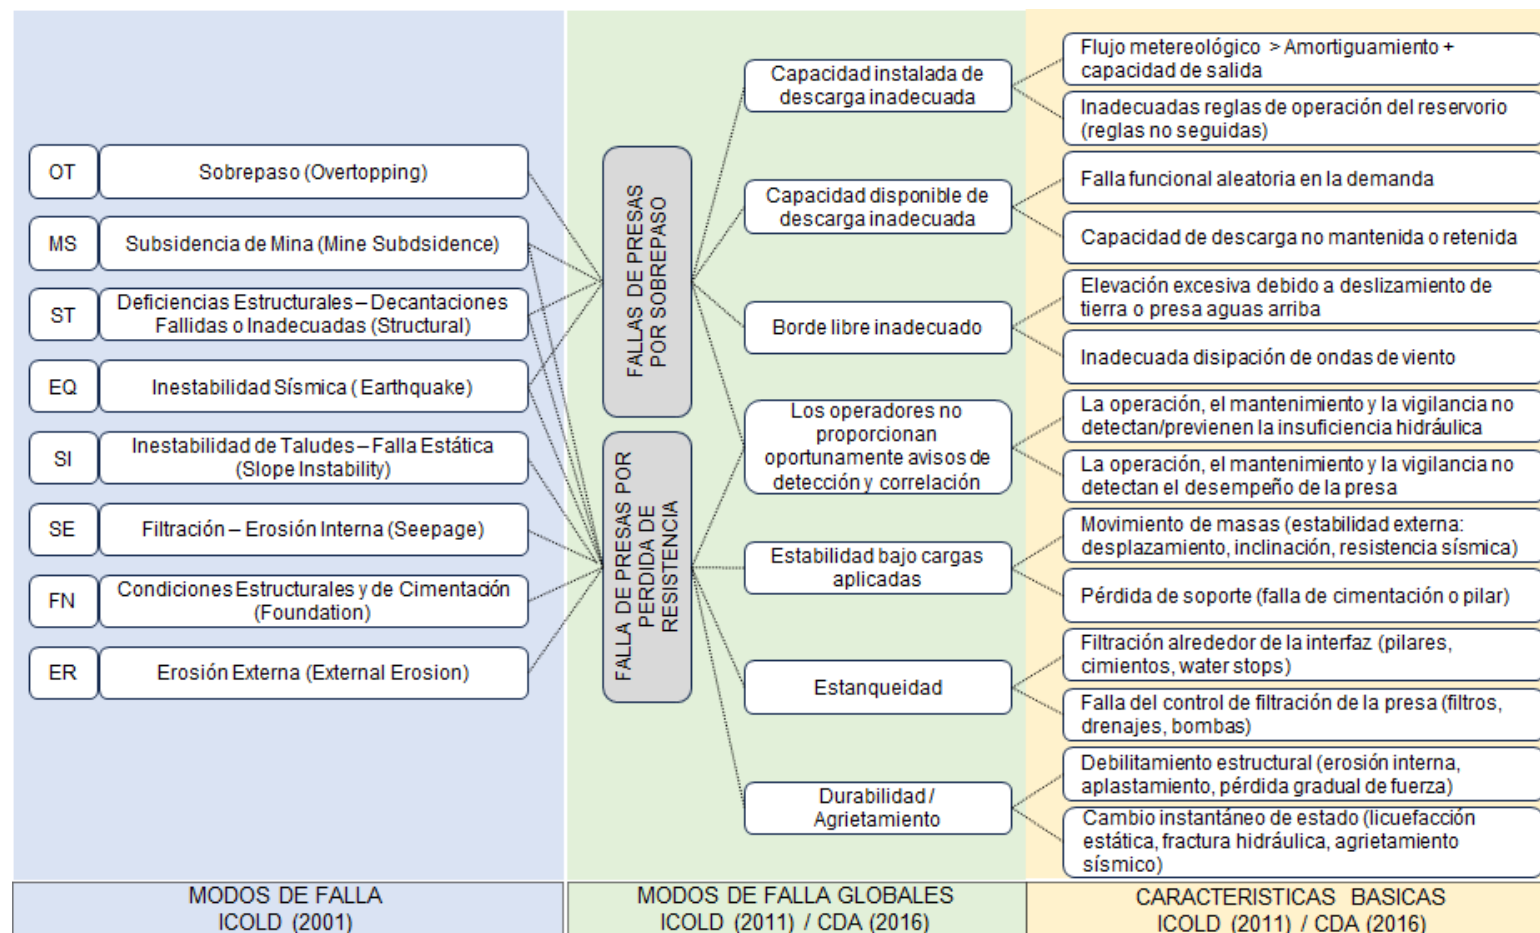 OT
Sobrepaso (Overtopping)
MS
Subsidencia de Mina (Mine Subdsidence)
ST
Deficiencias Estructurales – Decantaciones
Fallidas o Inadecuadas (Structural)
EQ
Inestabilidad Sísmica ( Earthquake)
SI
Inestabilidad de Taludes – Falla Estática
(Slope Instability)
SE
Filtración – Erosión Interna (Seepage)
FN
Condiciones Estructurales y de Cimentación
(Foundation)
ER
Erosión Externa (External Erosion)
MODOS DE FALLA
ICOLD (2001)
FALLAS DE PRESAS
POR SOBREPASO
FALLA DE PRESAS POR
PERDIDA DE
RESISTENCIA
Capacidad instalada de
descarga inadecuada
Capacidad disponible de
descarga inadecuada
Borde libre inadecuado
Los operadores no
proporcionan
oportunamente avisos de
detección y correlación
Estabilidad bajo cargas
aplicadas
Estanqueidad
Durabilidad /
Agrietamiento
MODOS DE FALLA GLOBALES
ICOLD (2011) / CDA (2016)
Flujo metereológico > Amortiguamiento +
capacidad de salida
Inadecuadas reglas de operación del reservorio
(reglas no seguidas)
Falla funcional aleatoria en la demanda
Capacidad de descarga no mantenida o retenida
Elevación excesiva debido a deslizamiento de
tierra o presa aguas arriba
Inadecuada disipación de ondas de viento
La operación, el mantenimiento y la vigilancia no
detectan/previenen la insuficiencia hidráulica
La operación, el mantenimiento y la vigilancia no
detectan el desempeño de la presa
Movimiento de masas (estabilidad externa:
desplazamiento, inclinación, resistencia sísmica)
Pérdida de soporte (falla de cimentación o pilar)
Filtración alrededor de la interfaz (pilares,
cimientos, water stops)
Falla del control de filtración de la presa (filtros,
drenajes, bombas)
Debilitamiento estructural (erosión interna,
aplastamiento, pérdida gradual de fuerza)
Cambio instantáneo de estado (licuefacción
estática, fractura hidráulica, agrietamiento
sísmico)
CARACTERISTICAS BASICAS
ICOLD (2011) / CDA (2016)